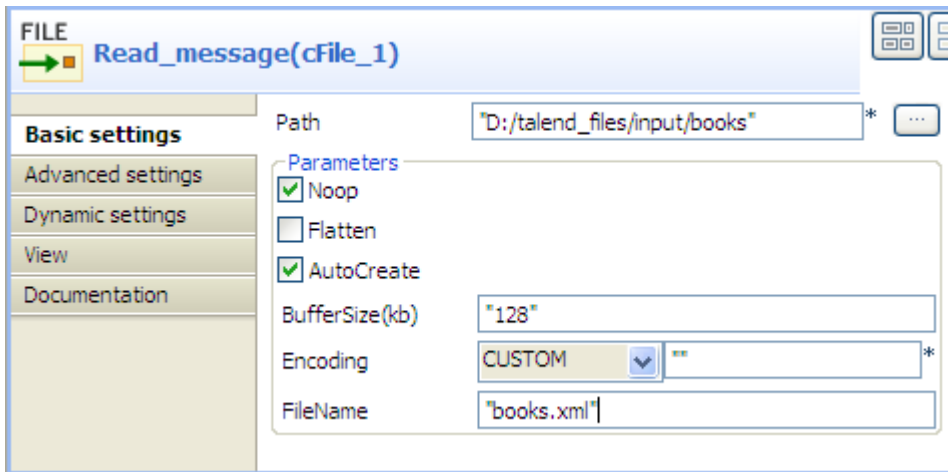 FILE
Read_message(cFile_1)
Basic settings
Advanced settings
Dynamic settings
View
Documentation
Path "D:/talend_files/input/books" * ...
Parameters
Noop
Flatten
AutoCreate
BufferSize(kb) "128"
Encoding CUSTOM "" *
FileName "books.xml"